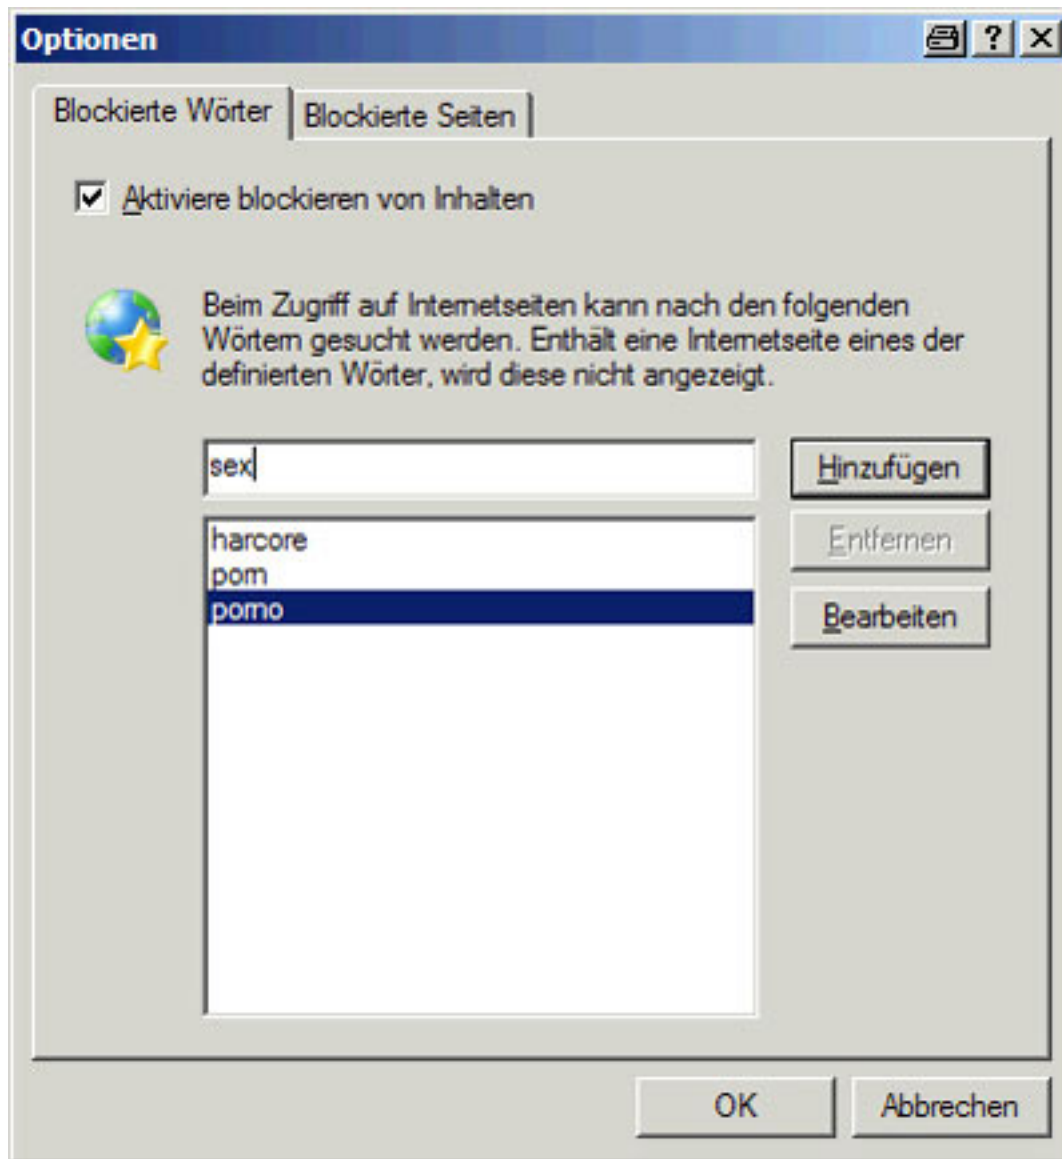 Optionen
Blockierte Wörter
Blockierte Seiten
Aktiviere blockieren von Inhalten
Beim Zugriff auf Internetseiten kann nach den folgenden
Wörtern gesucht werden. Enthält eine Internetseite eines der
definierten Wörter, wird diese nicht angezeigt.
sex
Hinzufügen
harcore
porn
porno
Entfernen
Bearbeiten
OK
Abbrechen